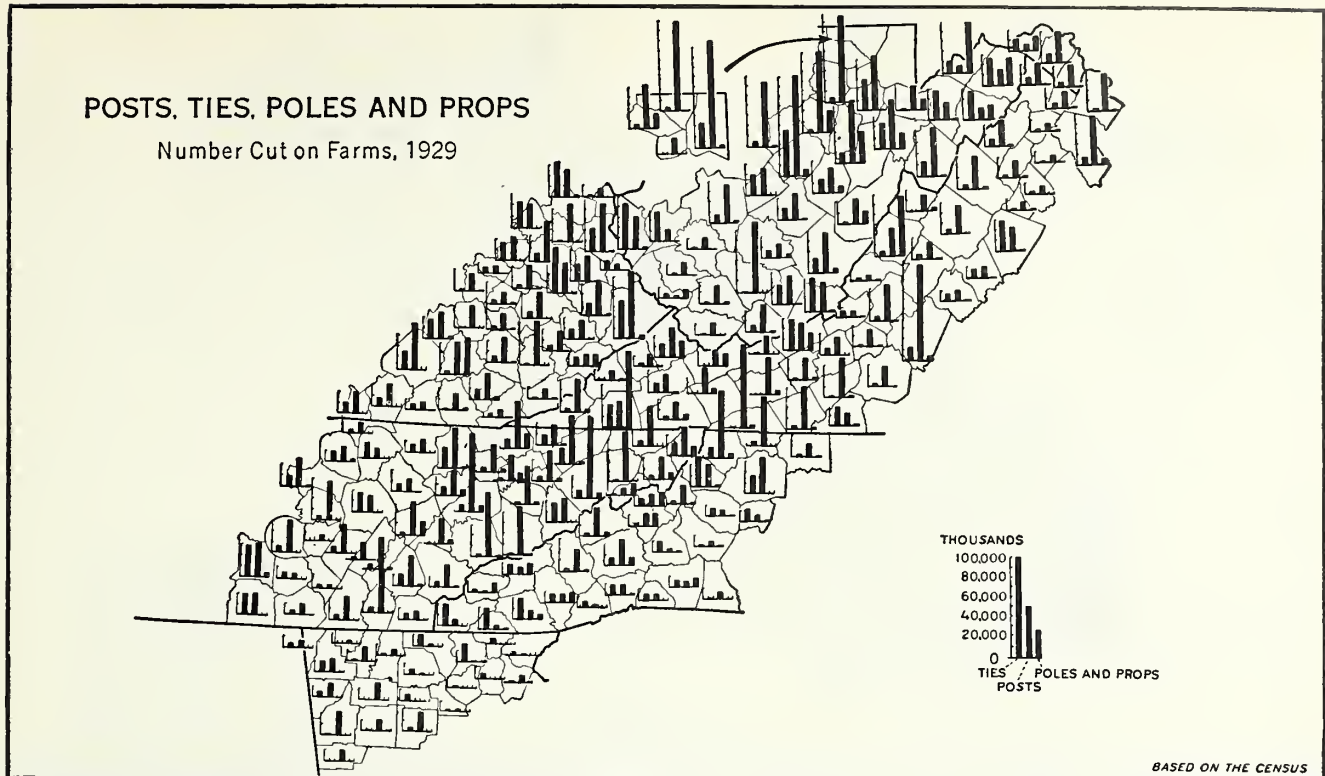 POSTS, TIES, POLES AND PROPS
Number Cut on Farms, 1929
THOUSANDS
100,000
80,000
60,000
40,000
20,000
0
TIES POLES AND PROPS
POSTS
BASED ON THE CENSUS